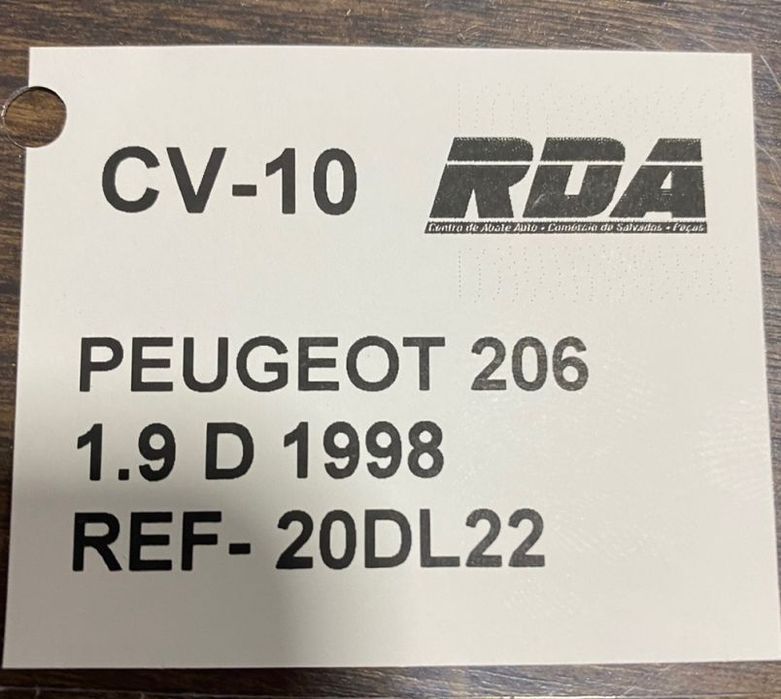 CV-10
RDA
Centro de Abate Auto • Comércio de Salvados • Peças
PEUGEOT 206
1.9 D 1998
REF- 20DL22